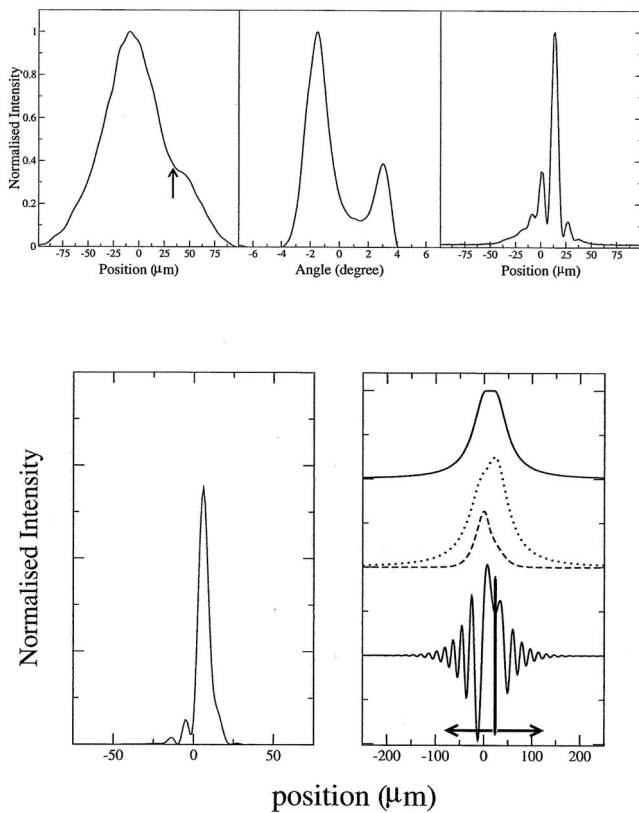 Normalised Intensity
1
0.8
0.6
0.4
0.2
0
-75 -50 -25 0 25 50 75
Position (μm)
-6 -4 -2 0 2 4 6
Angle (degree)
-75 -50 -25 0 25 50 75
Position (μm)
Normalised Intensity
-50 0 50
-200 -100 0 100 200
position (μm)